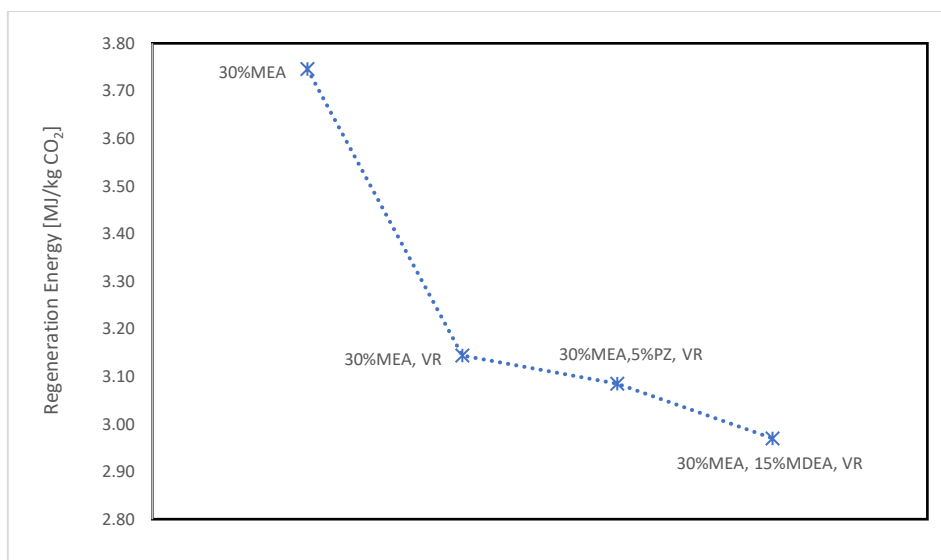 3.80
3.70
3.60
3.50
3.40
3.30
3.20
3.10
3.00
2.90
2.80
Regeneration Energy [MJ/kg CO₂]
30%MEA
30%MEA, VR
30%MEA,5%PZ, VR
30%MEA, 15%MDEA, VR